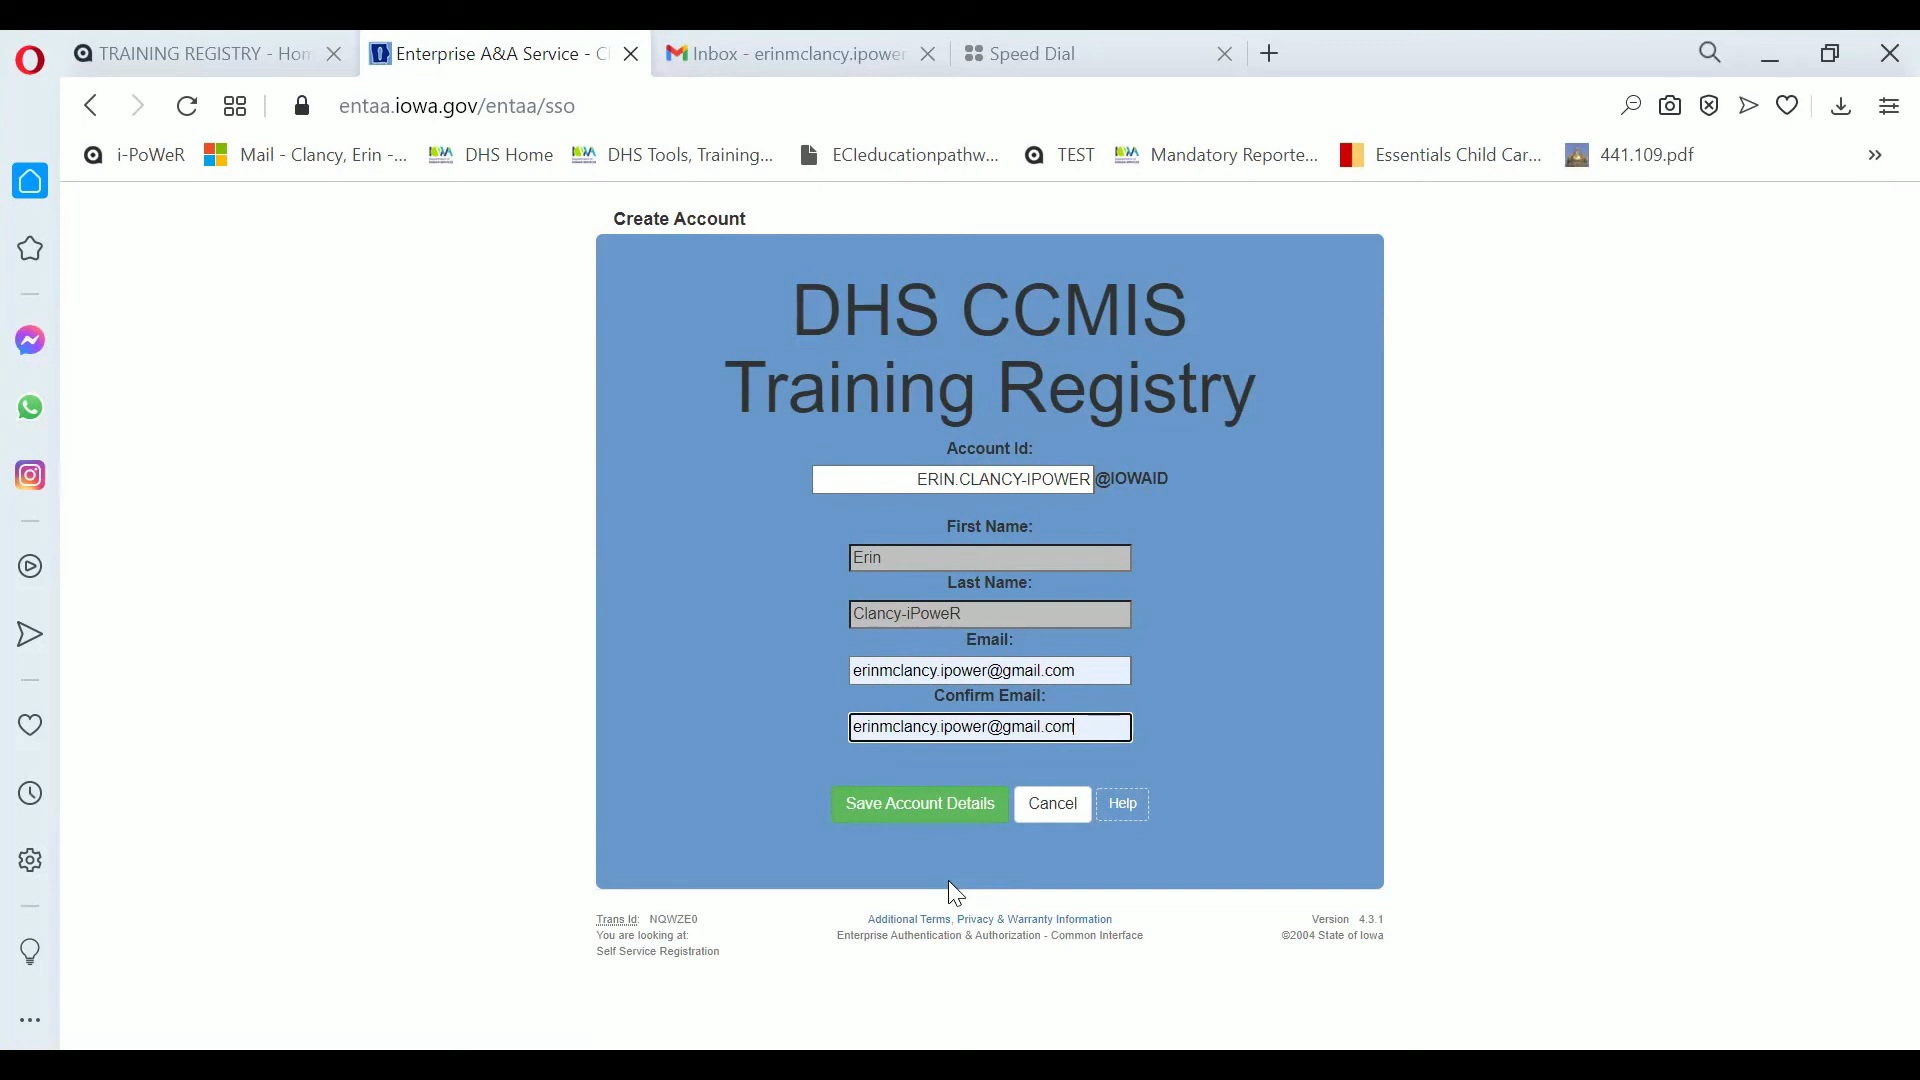 TRAINING REGISTRY - Hom
Enterprise A&A Service - C
Inbox - erinmclancy.ipower
Speed Dial
entaa.iowa.gov/entaa/sso
i-PoWeR
Mail - Clancy, Erin -...
DHS Home
DHS Tools, Training...
ECIeducationpathw...
TEST
Mandatory Reporte...
Essentials Child Car...
441.109.pdf
Create Account
DHS CCMIS
Training Registry
Account Id:
ERIN.CLANCY-IPOWER @IOWAID
First Name:
Erin
Last Name:
Clancy-iPoweR
Email:
erinmclancy.ipower@gmail.com
Confirm Email:
erinmclancy.ipower@gmail.com
Save Account Details
Cancel
Help
Trans Id: NQWZE0
You are looking at:
Self Service Registration
Additional Terms, Privacy & Warranty Information
Enterprise Authentication & Authorization - Common Interface
Version 4.3.1
©2004 State of Iowa